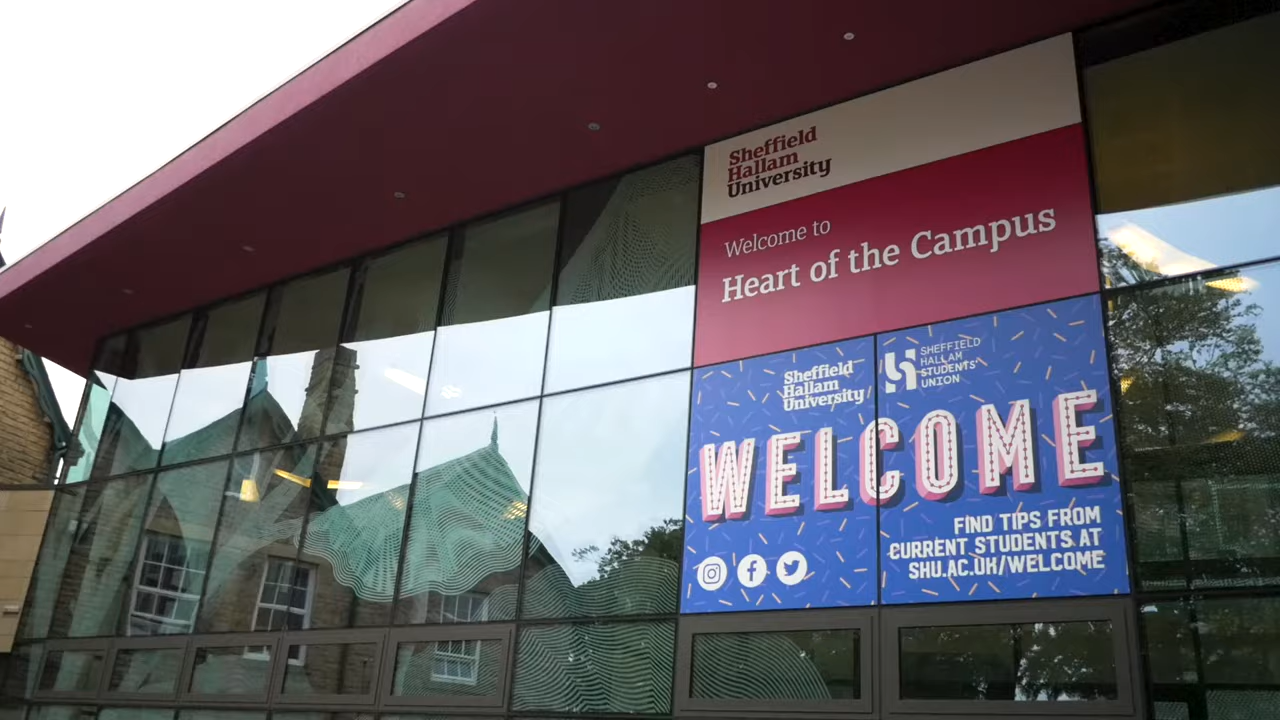 Sheffield
Hallam
University
Welcome to
Heart of the Campus
Sheffield
Hallam
University
SHEFFIELD
HALLAM
STUDENTS'
UNION
WELCOME
FIND TIPS FROM
CURRENT STUDENTS AT
SHU.AC.UK/WELCOME